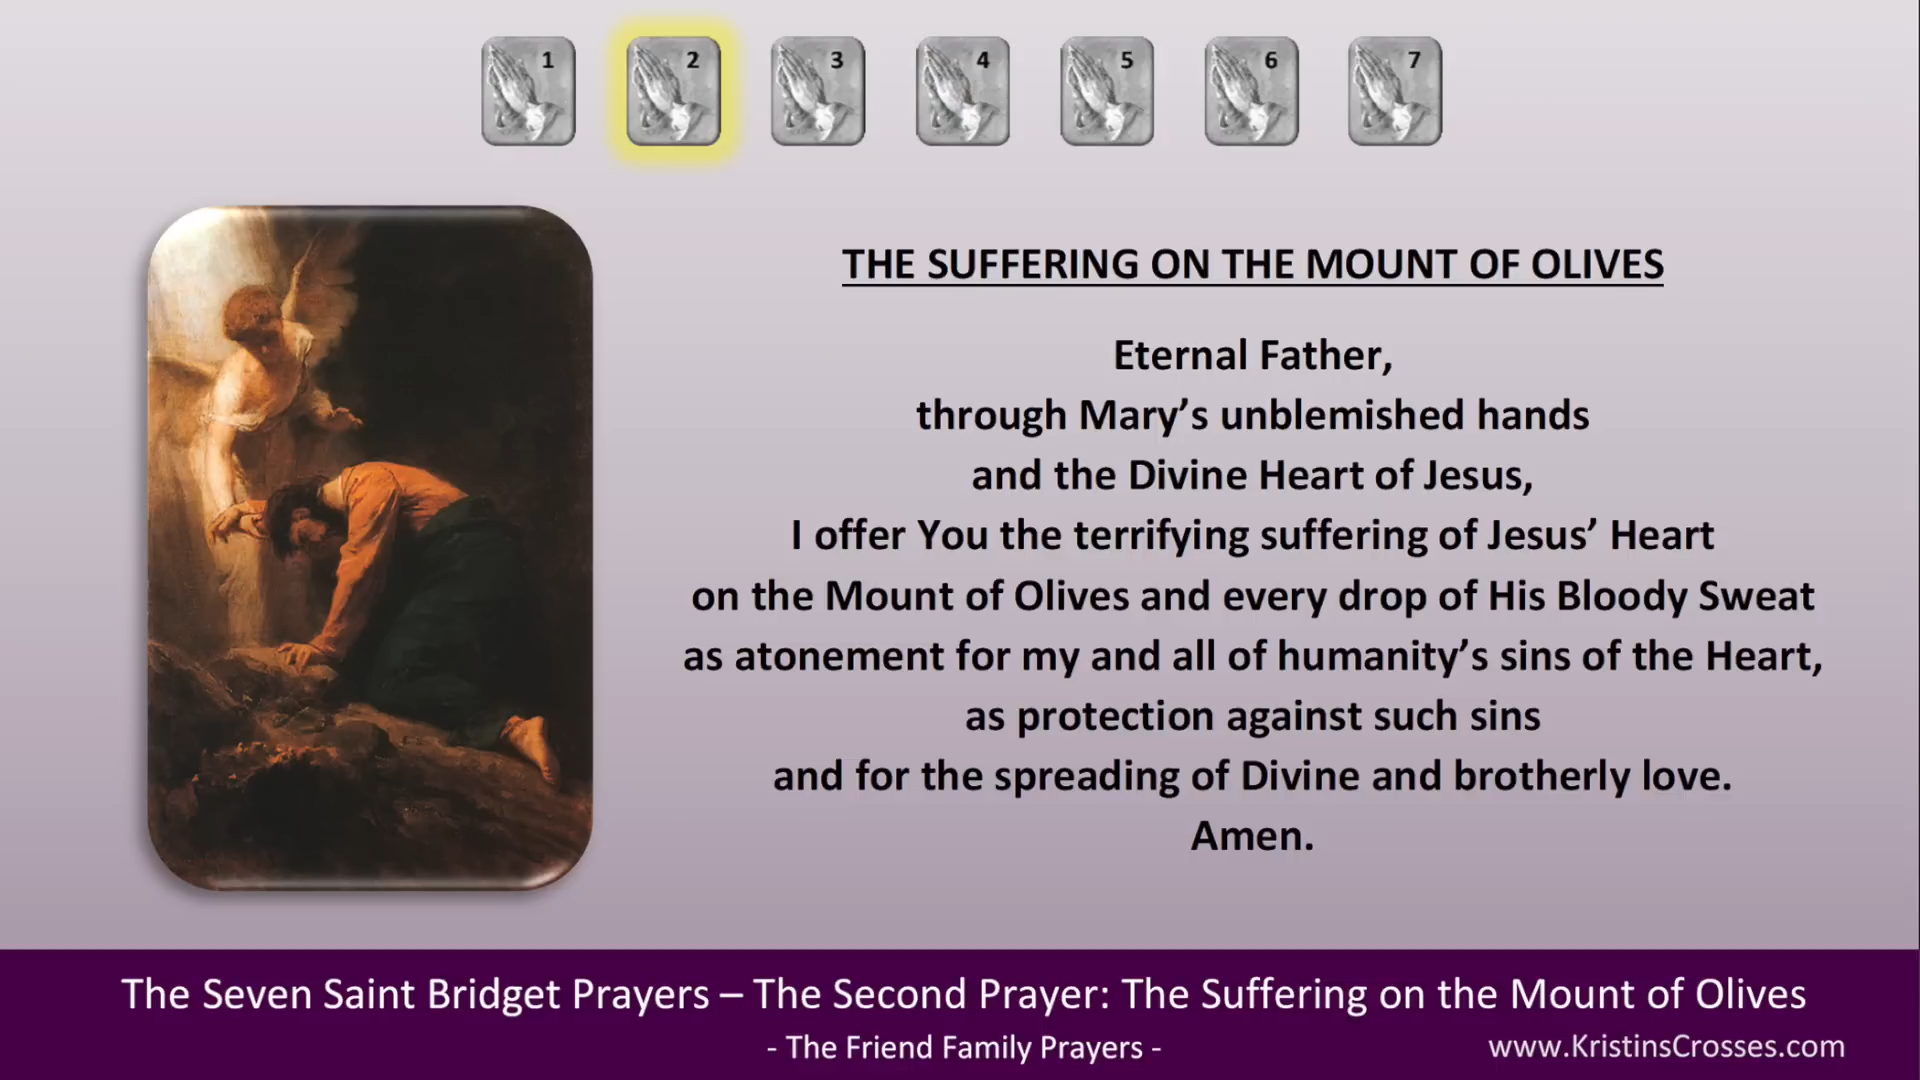 1 2 3 4 5 6 7
THE SUFFERING ON THE MOUNT OF OLIVES
Eternal Father,
through Mary’s unblemished hands
and the Divine Heart of Jesus,
I offer You the terrifying suffering of Jesus’ Heart
on the Mount of Olives and every drop of His Bloody Sweat
as atonement for my and all of humanity’s sins of the Heart,
as protection against such sins
and for the spreading of Divine and brotherly love.
Amen.
The Seven Saint Bridget Prayers – The Second Prayer: The Suffering on the Mount of Olives
- The Friend Family Prayers -
www.KristinsCrosses.com